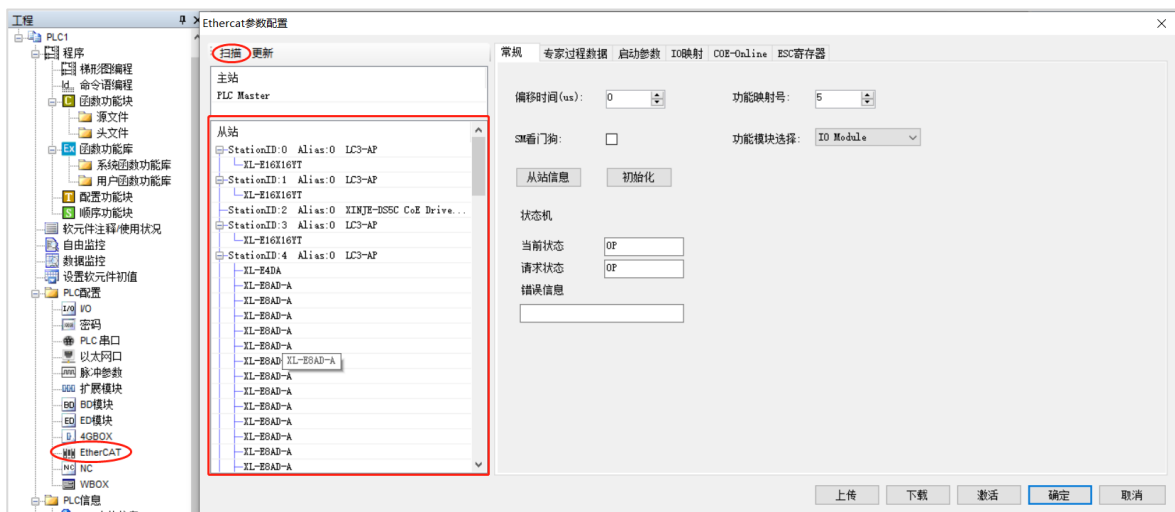 工程
PLC1
程序
梯形图编程
命令语编程
函数功能块
源文件
头文件
函数功能库
系统函数功能库
用户函数功能库
配置功能块
顺序功能块
软元件注释/使用状况
自由监控
数据监控
设置软元件初值
PLC配置
I/O
密码
PLC 串口
以太网口
脉冲参数
扩展模块
BD模块
ED模块
4GBOX
EtherCAT
NC
WBOX
PLC信息
Ethercat参数配置
扫描 更新
主站
PLC Master
从站
StationID:0 Alias:0 LC3-AP
XL-E16X16YT
StationID:1 Alias:0 LC3-AP
XL-E16X16YT
StationID:2 Alias:0 XINJE-DS5C CoE Drive...
StationID:3 Alias:0 LC3-AP
XL-E16X16YT
StationID:4 Alias:0 LC3-AP
XL-E4DA
XL-E8AD-A
XL-E8AD-A
XL-E8AD-A
XL-E8AD-A
XL-E8AD-A
XL-E8AD XL-E8AD-A
XL-E8AD-A
XL-E8AD-A
XL-E8AD-A
XL-E8AD-A
XL-E8AD-A
XL-E8AD-A
XL-E8AD-A
常规 专家过程数据 启动参数 IO映射 COE-Online ESC寄存器
偏移时间(us): 0 功能映射号: 5
SM看门狗: 功能模块选择: IO Module
从站信息 初始化
状态机
当前状态 OP
请求状态 OP
错误信息
上传 下载 激活 确定 取消